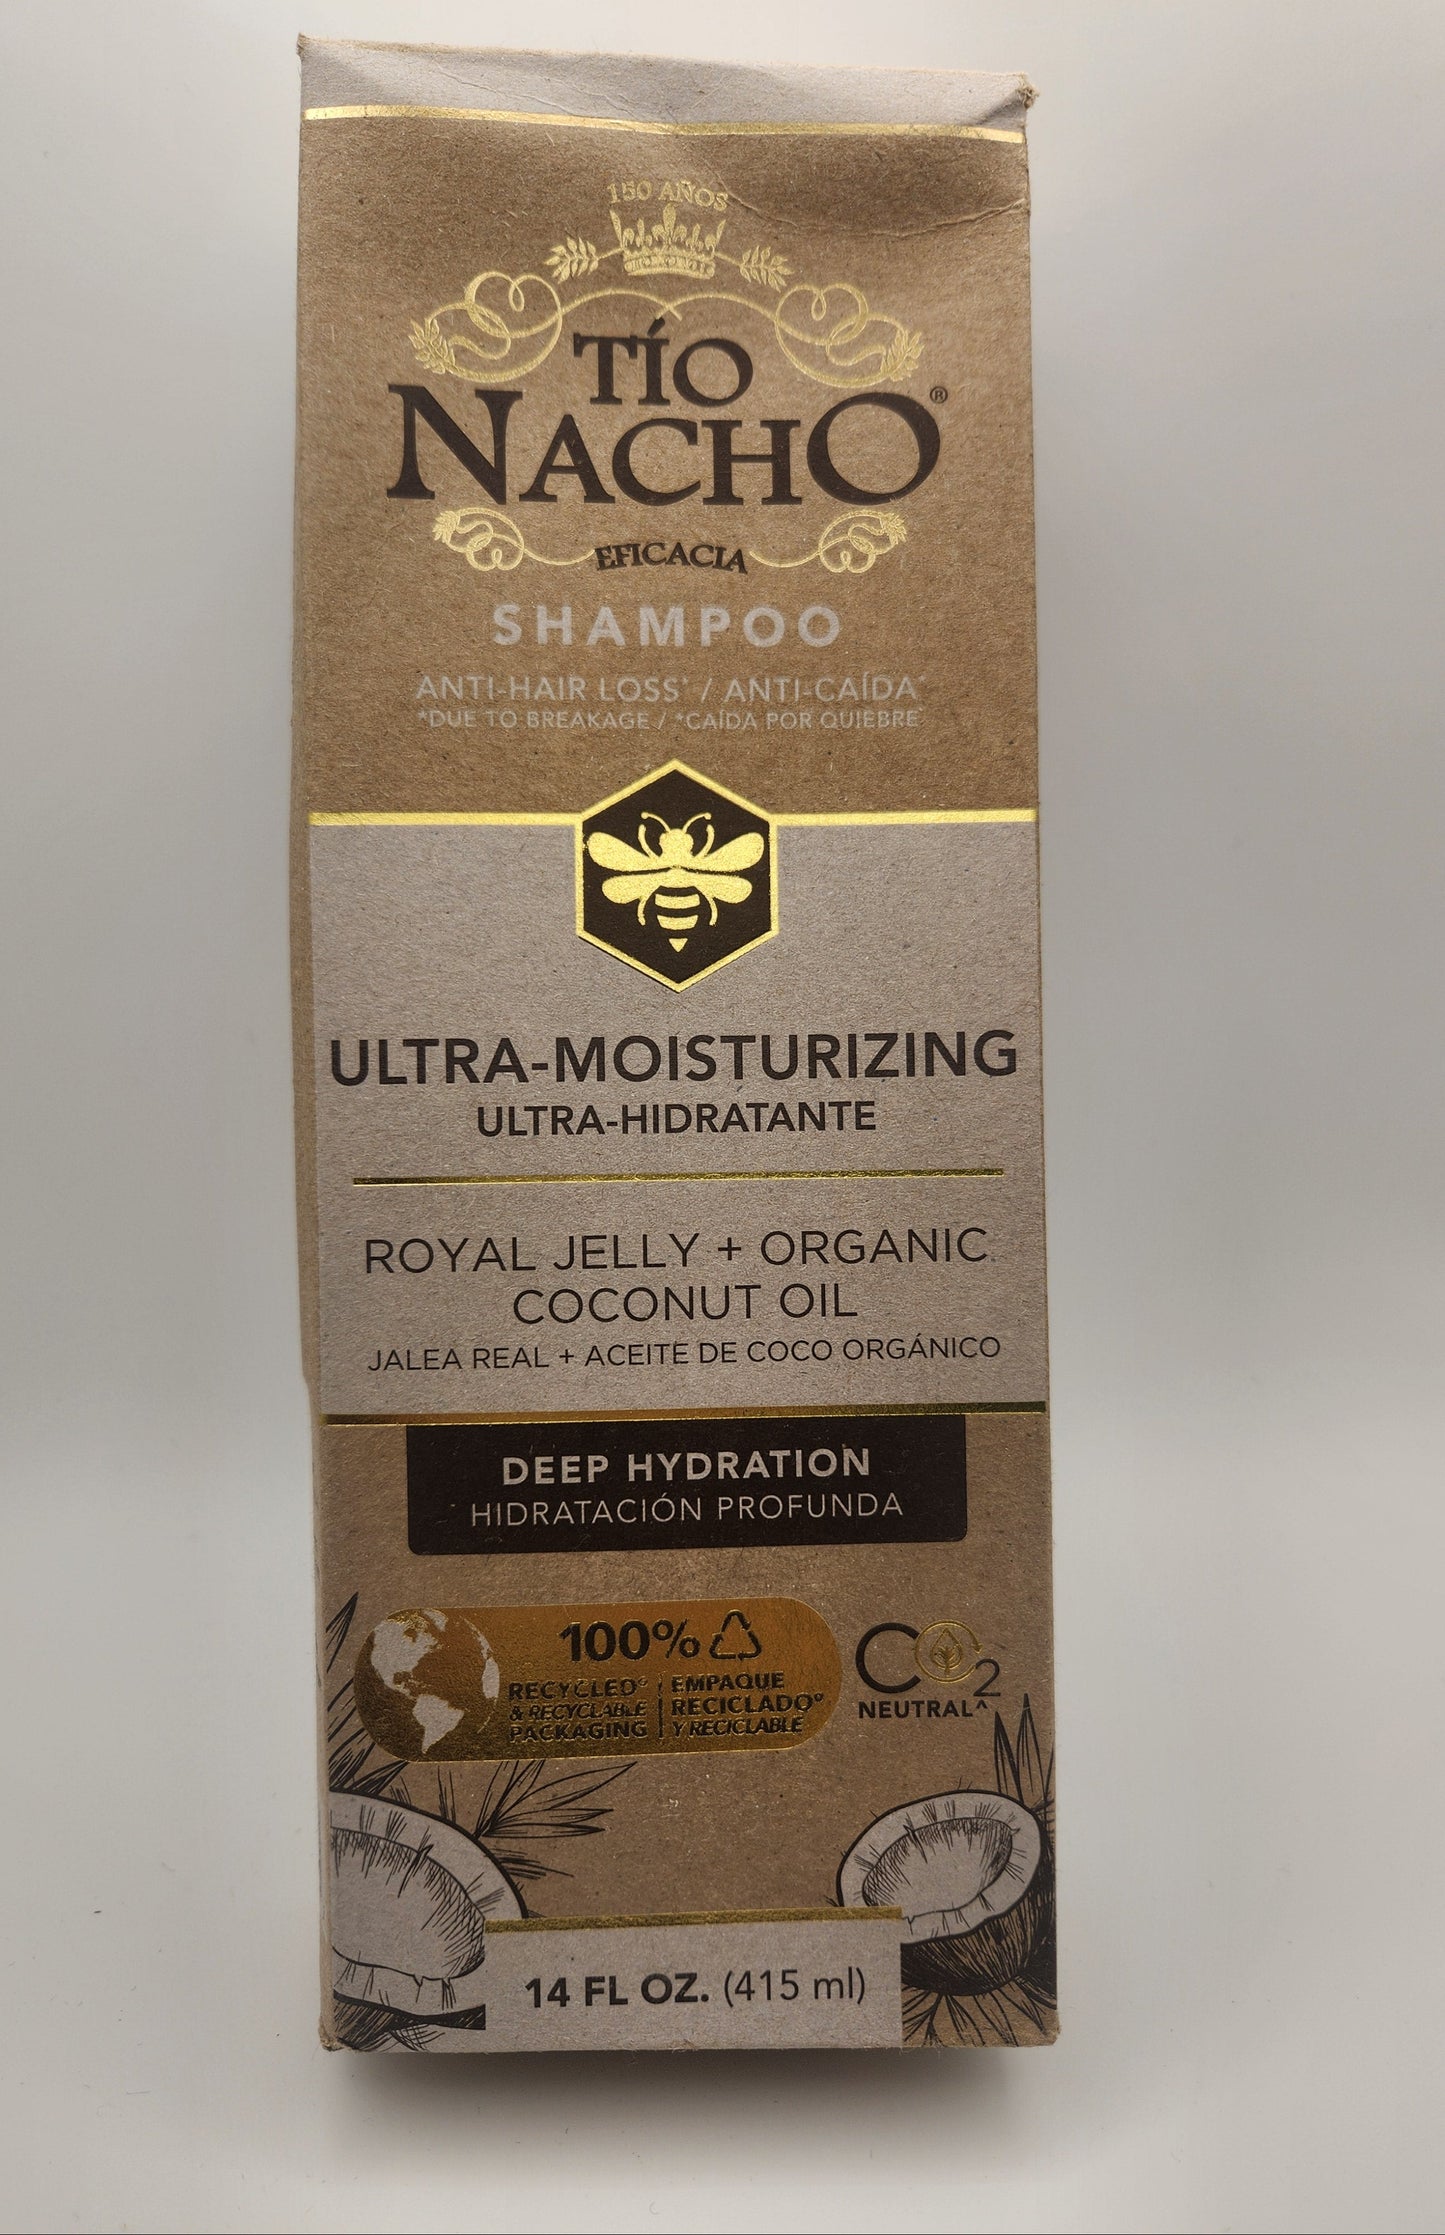 150 AÑOS
TÍO
NACHO®
EFICACIA
SHAMPOO
ANTI-HAIR LOSS* / ANTI-CAÍDA*
*DUE TO BREAKAGE / *CAÍDA POR QUIEBRE
ULTRA-MOISTURIZING
ULTRA-HIDRATANTE
ROYAL JELLY + ORGANIC
COCONUT OIL
JALEA REAL + ACEITE DE COCO ORGÁNICO
DEEP HYDRATION
HIDRATACIÓN PROFUNDA
100%
RECYCLED°
& RECYCLABLE
PACKAGING
EMPAQUE
RECICLADO°
Y RECICLABLE
CO2
NEUTRAL^
14 FL OZ. (415 ml)